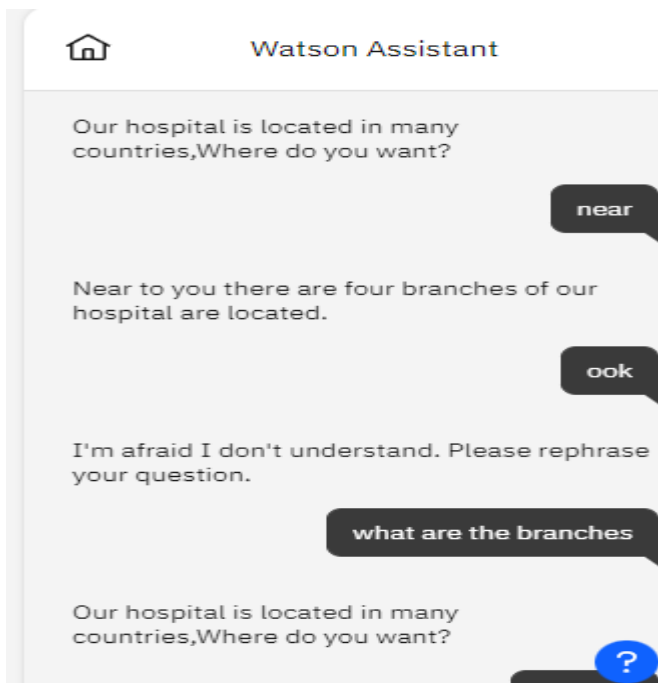 Watson Assistant
Our hospital is located in many
countries,Where do you want?
near
Near to you there are four branches of our
hospital are located.
ook
I'm afraid I don't understand. Please rephrase
your question.
what are the branches
Our hospital is located in many
countries,Where do you want?
?